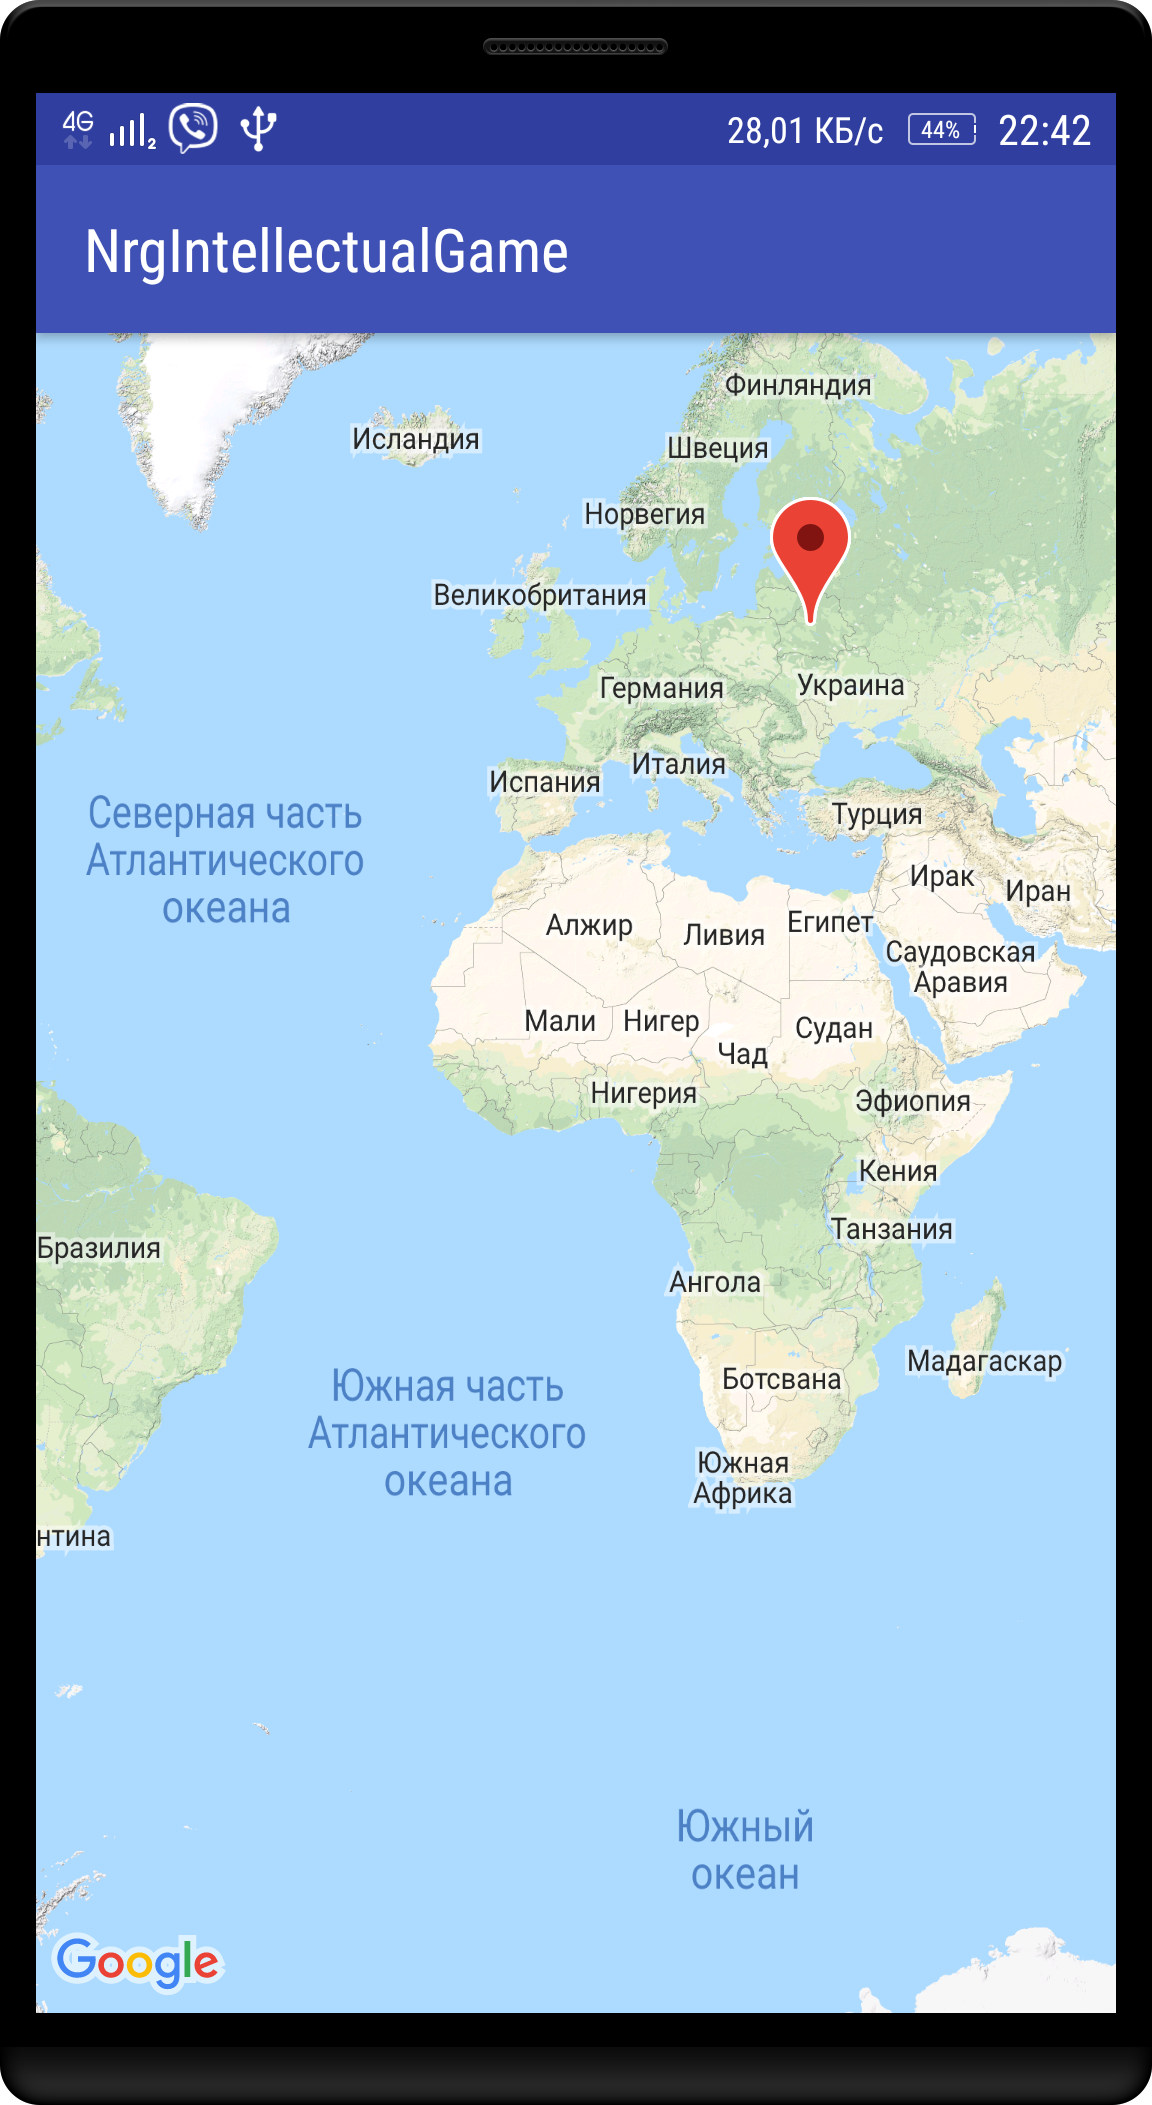 4G 2 28,01 КБ/с 44% 22:42
NrgIntellectualGame
Финляндия
Исландия
Швеция
Норвегия
Великобритания
Германия
Украина
Италия
Испания
Северная часть
Атлантического
океана
Турция
Ирак
Иран
Алжир
Ливия
Египет
Саудовская
Аравия
Мали
Нигер
Судан
Чад
Нигерия
Эфиопия
Кения
Танзания
Бразилия
Ангола
Мадагаскар
Ботсвана
Южная часть
Атлантического
океана
Южная
Африка
нтина
Южный
океан
Google